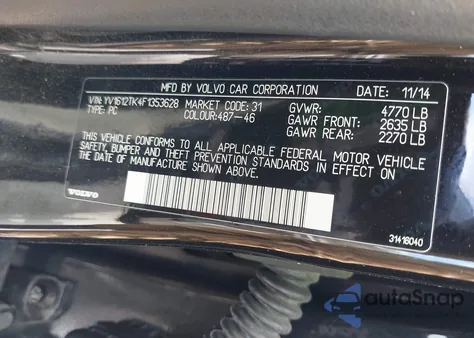 MFD BY VOLVO CAR CORPORATION DATE: 11/14
VIN: YV1612TK4F1353628 MARKET CODE: 31 GVWR: 4770 LB
TYPE: PC COLOUR: 487-46 GAWR FRONT: 2635 LB
GAWR REAR: 2270 LB
THIS VEHICLE CONFORMS TO ALL APPLICABLE FEDERAL MOTOR VEHICLE
SAFETY, BUMPER AND THEFT PREVENTION STANDARDS IN EFFECT ON
THE DATE OF MANUFACTURE SHOWN ABOVE.
VOLVO
31416040
autoSnap